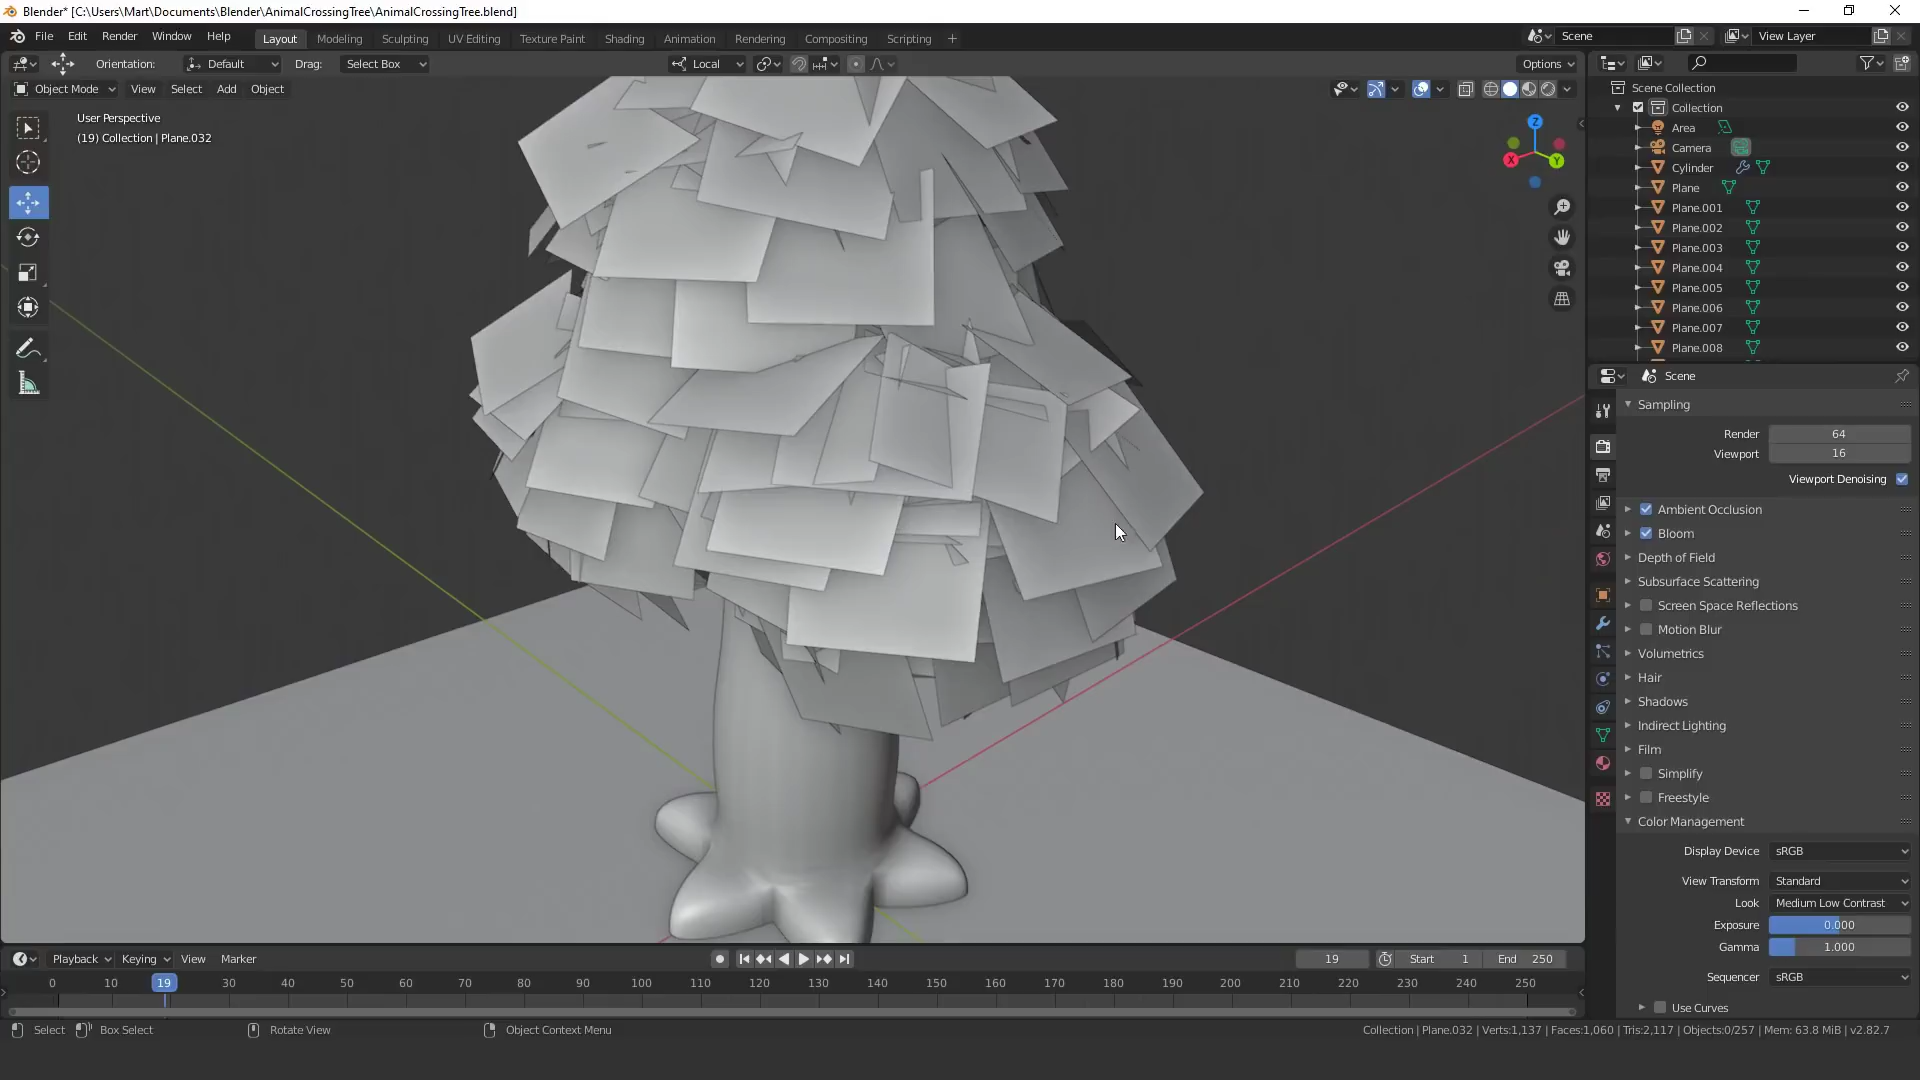 Blender* [C:\Users\Mart\Documents\Blender\AnimalCrossingTree\AnimalCrossingTree.blend]
File Edit Render Window Help Layout Modeling Sculpting UV Editing Texture Paint Shading Animation Rendering Compositing Scripting + Scene View Layer
Orientation: Default Drag: Select Box Local Options
Object Mode View Select Add Object
User Perspective
(19) Collection | Plane.032
Z
X
Y
Scene Collection
Collection
Area
Camera
Cylinder
Plane
Plane.001
Plane.002
Plane.003
Plane.004
Plane.005
Plane.006
Plane.007
Plane.008
Scene
Sampling
Render 64
Viewport 16
Viewport Denoising
Ambient Occlusion
Bloom
Depth of Field
Subsurface Scattering
Screen Space Reflections
Motion Blur
Volumetrics
Hair
Shadows
Indirect Lighting
Film
Simplify
Freestyle
Color Management
Display Device sRGB
View Transform Standard
Look Medium Low Contrast
Exposure 0.000
Gamma 1.000
Sequencer sRGB
Use Curves
Playback Keying View Marker 19 Start 1 End 250
0 10 19 30 40 50 60 70 80 90 100 110 120 130 140 150 160 170 180 190 200 210 220 230 240 250
Select Box Select Rotate View Object Context Menu Collection | Plane.032 | Verts:1,137 | Faces:1,060 | Tris:2,117 | Objects:0/257 | Mem: 63.8 MiB | v2.82.7